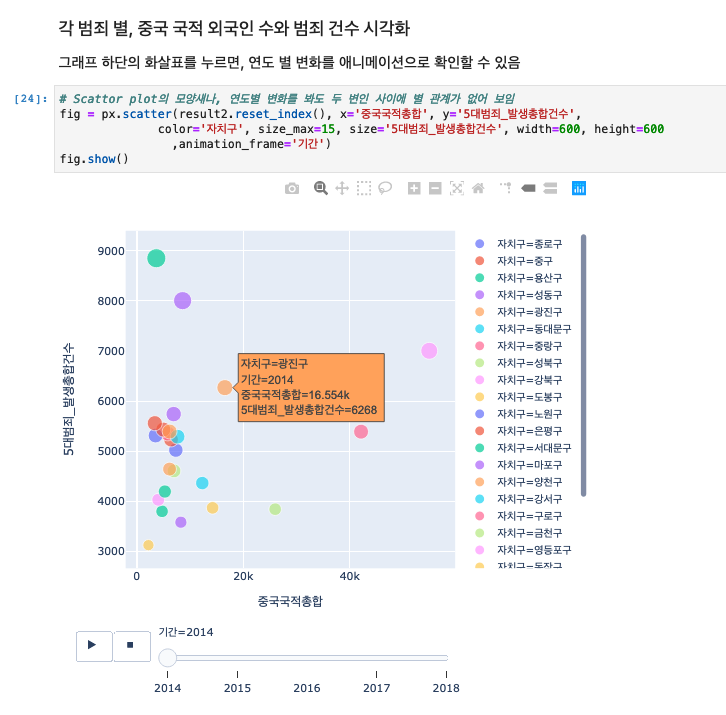 각 범죄 별, 중국 국적 외국인 수와 범죄 건수 시각화
그래프 하단의 화살표를 누르면, 연도 별 변화를 애니메이션으로 확인할 수 있음
[24]:
# Scattor plot의 모양새나, 연도별 변화를 봐도 두 변인 사이에 별 관계가 없어 보임
fig = px.scatter(result2.reset_index(), x='중국국적총합', y='5대범죄_발생총합건수',
color='자치구', size_max=15, size='5대범죄_발생총합건수', width=600, height=600
,animation_frame='기간')
fig.show()
9000
8000
7000
6000
5000
4000
3000
5대범죄_발생총합건수
0
20k
40k
중국국적총합
자치구=광진구
기간=2014
중국국적총합=16.554k
5대범죄_발생총합건수=6268
자치구=종로구
자치구=중구
자치구=용산구
자치구=성동구
자치구=광진구
자치구=동대문구
자치구=중랑구
자치구=성북구
자치구=강북구
자치구=도봉구
자치구=노원구
자치구=은평구
자치구=서대문구
자치구=마포구
자치구=양천구
자치구=강서구
자치구=구로구
자치구=금천구
자치구=영등포구
자치구=동작구
기간=2014
2014
2015
2016
2017
2018